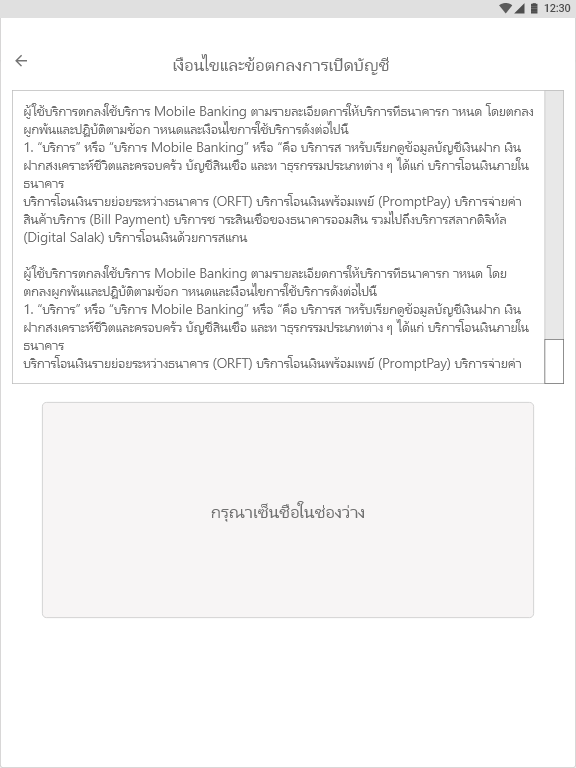 12:30
เงื่อนไขและข้อตกลงการเปิดบัญชี
ผู้ใช้บริการตกลงใช้บริการ Mobile Banking ตามรายละเอียดการให้บริการที่ธนาคารก าหนด โดยตกลง
ผูกพันและปฏิบัติตามข้อก าหนดและเงื่อนไขการใช้บริการดังต่อไปนี้
1. “บริการ” หรือ “บริการ Mobile Banking” หรือ “คือ บริการส าหรับเรียกดูข้อมูลบัญชีเงินฝาก เงิน
ฝากสงเคราะห์ชีวิตและครอบครัว บัญชีสินเชื่อ และท าธุรกรรมประเภทต่าง ๆ ได้แก่ บริการโอนเงินภายใน
ธนาคาร
บริการโอนเงินรายย่อยระหว่างธนาคาร (ORFT) บริการโอนเงินพร้อมเพย์ (PromptPay) บริการจ่ายค่า
สินค้าบริการ (Bill Payment) บริการช าระสินเชื่อของธนาคารออมสิน รวมไปถึงบริการสลากดิจิทัล
(Digital Salak) บริการโอนเงินด้วยการสแกน
ผู้ใช้บริการตกลงใช้บริการ Mobile Banking ตามรายละเอียดการให้บริการที่ธนาคารก าหนด โดย
ตกลงผูกพันและปฏิบัติตามข้อก าหนดและเงื่อนไขการใช้บริการดังต่อไปนี้
1. “บริการ” หรือ “บริการ Mobile Banking” หรือ “คือ บริการส าหรับเรียกดูข้อมูลบัญชีเงินฝาก เงิน
ฝากสงเคราะห์ชีวิตและครอบครัว บัญชีสินเชื่อ และท าธุรกรรมประเภทต่าง ๆ ได้แก่ บริการโอนเงินภายใน
ธนาคาร
บริการโอนเงินรายย่อยระหว่างธนาคาร (ORFT) บริการโอนเงินพร้อมเพย์ (PromptPay) บริการจ่ายค่า
กรุณาเซ็นชื่อในช่องว่าง